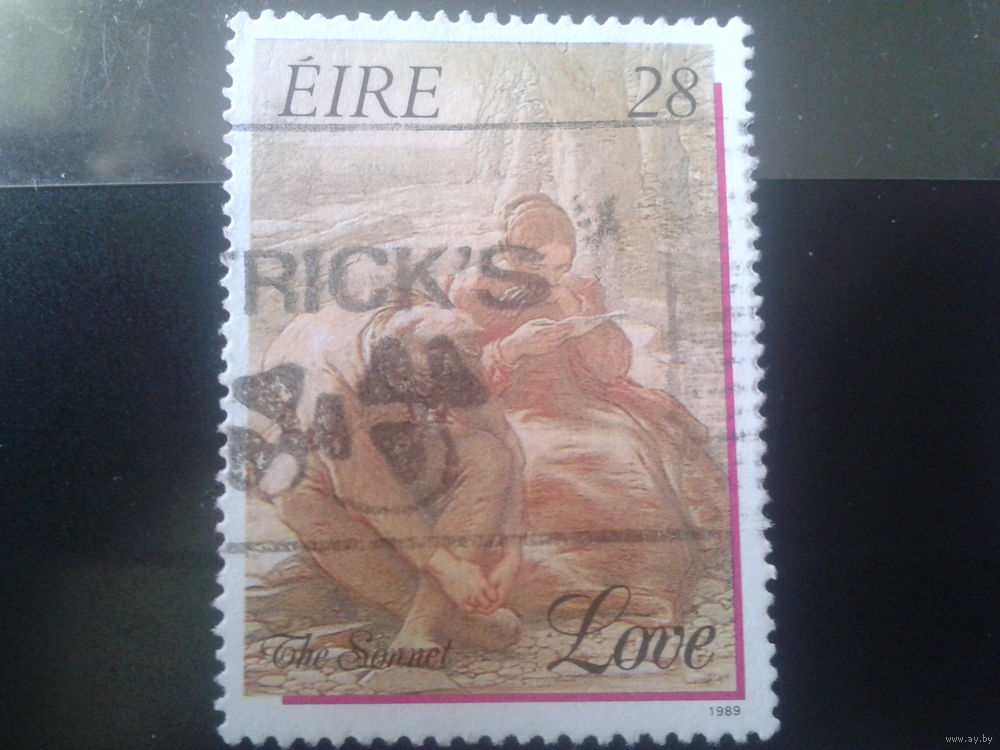 ÉIRE 28
RICK'S
The Sonnet
Love
1989
www.ay.by